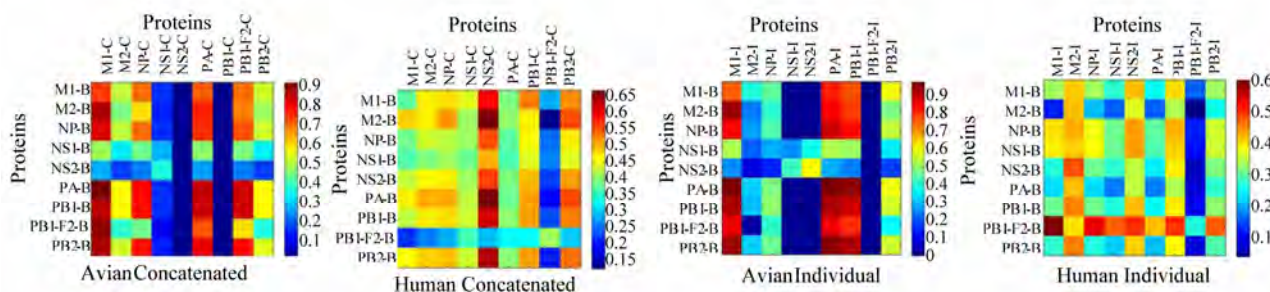 Proteins
M1-C
M2-C
NP-C
NS1-C
NS2-C
PA-C
PB1-C
PB1-F2-C
PB2-C
Proteins
M1-B
M2-B
NP-B
NS1-B
NS2-B
PA-B
PB1-B
PB1-F2-B
PB2-B
0.9
0.8
0.7
0.6
0.5
0.4
0.3
0.2
0.1
Avian Concatenated
Proteins
M1-C
M2-C
NP-C
NS1-C
NS2-C
PA-C
PB1-C
PB1-F2-C
PB2-C
Proteins
M1-B
M2-B
NP-B
NS1-B
NS2-B
PA-B
PB1-B
PB1-F2-B
PB2-B
0.65
0.6
0.55
0.5
0.45
0.4
0.35
0.3
0.25
0.2
0.15
Human Concatenated
Proteins
M1-I
M2-I
NP-I
NS1-I
NS2-I
PA-I
PB1-I
PB1-F2-I
PB2-I
Proteins
M1-B
M2-B
NP-B
NS1-B
NS2-B
PA-B
PB1-B
PB1-F2-B
PB2-B
0.9
0.8
0.7
0.6
0.5
0.4
0.3
0.2
0.1
0
Avian Individual
Proteins
M1-I
M2-I
NP-I
NS1-I
NS2-I
PA-I
PB1-I
PB1-F2-I
PB2-I
Proteins
M1-B
M2-B
NP-B
NS1-B
NS2-B
PA-B
PB1-B
PB1-F2-B
PB2-B
0.6
0.5
0.4
0.3
0.2
0.1
Human Individual